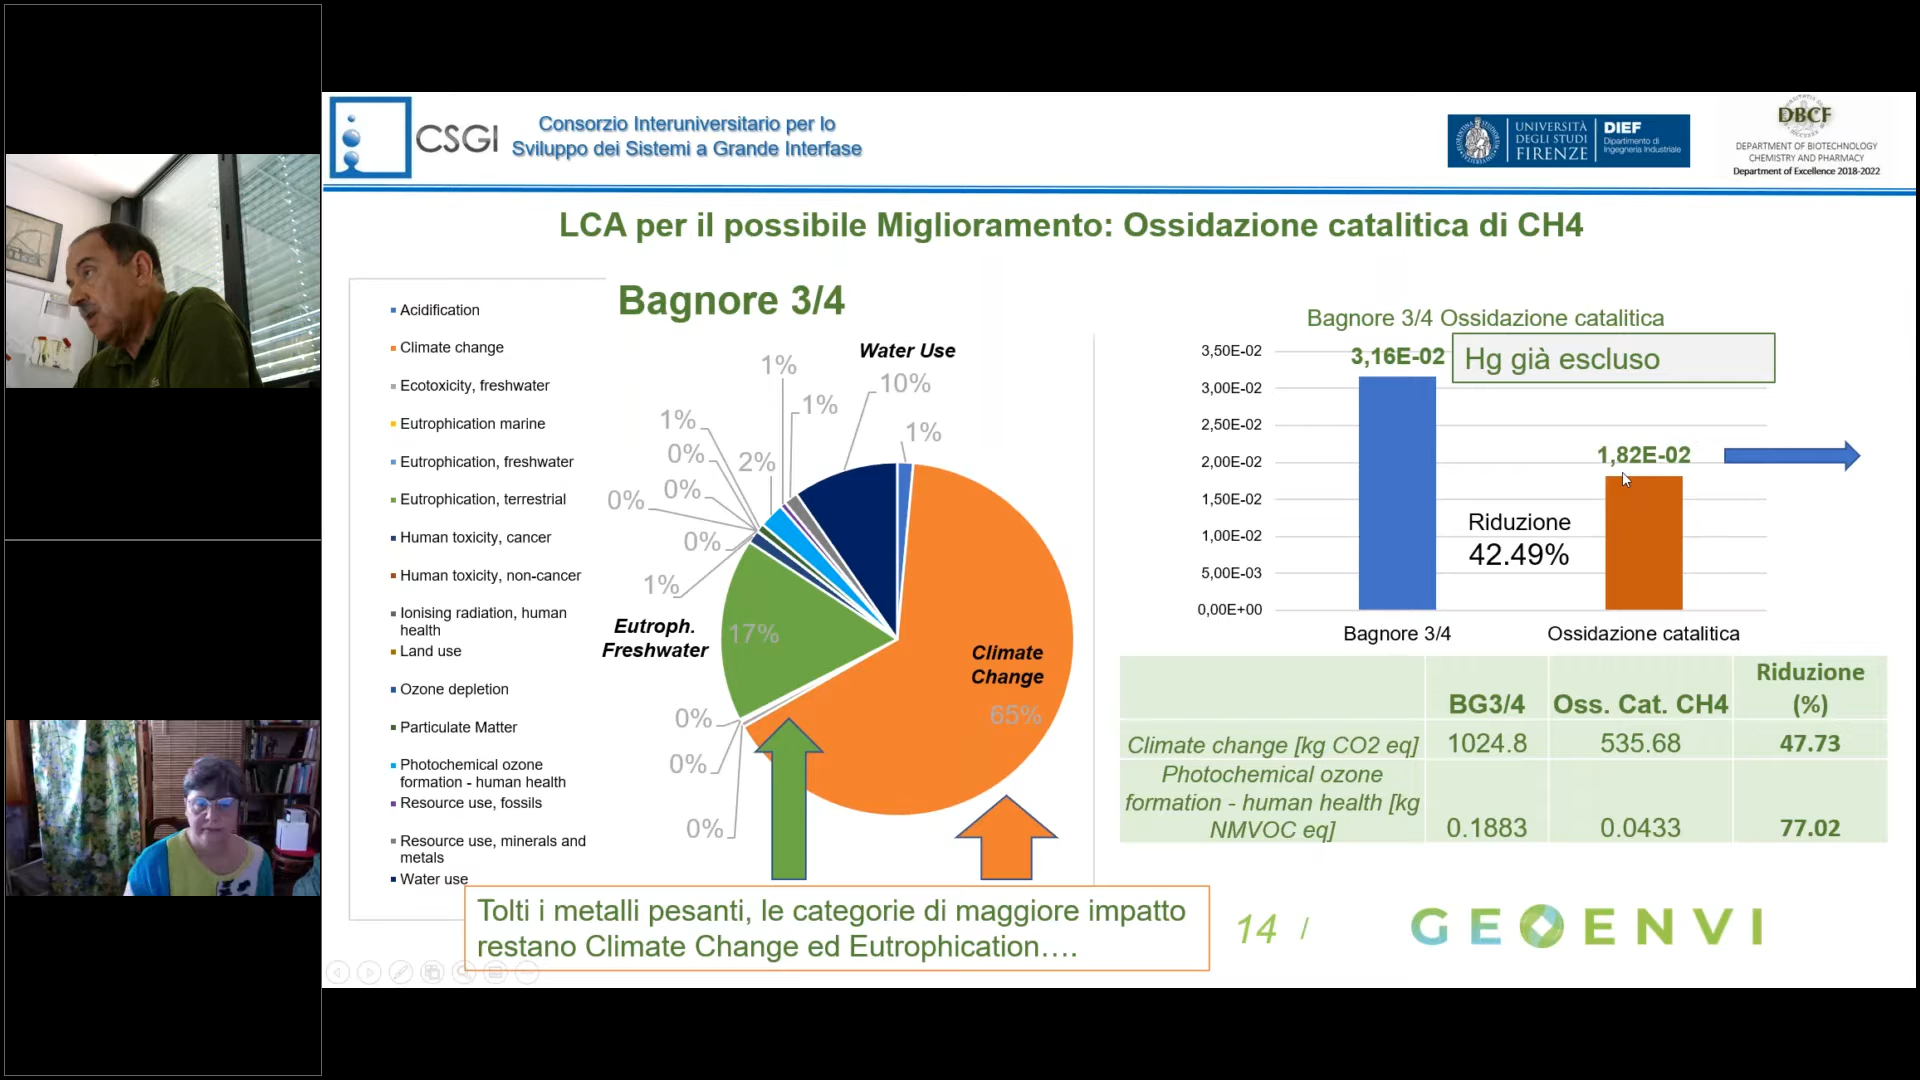 CSGI
Consorzio Interuniversitario per lo
Sviluppo dei Sistemi a Grande Interfase
UNIVERSITÀ
DEGLI STUDI
FIRENZE
DIEF
Dipartimento di
Ingegneria Industriale
DBCF
DEPARTMENT OF BIOTECHNOLOGY
CHEMISTRY AND PHARMACY
Department of Excellence 2018-2022
LCA per il possibile Miglioramento: Ossidazione catalitica di CH4
Bagnore 3/4
Acidification
Climate change
Ecotoxicity, freshwater
Eutrophication marine
Eutrophication, freshwater
Eutrophication, terrestrial
Human toxicity, cancer
Human toxicity, non-cancer
Ionising radiation, human
health
Land use
Ozone depletion
Particulate Matter
Photochemical ozone
formation - human health
Resource use, fossils
Resource use, minerals and
metals
Water use
Water Use
10%
1%
1%
1%
1%
0%
2%
0%
0%
0%
1%
Eutroph.
Freshwater
17%
Climate
Change
65%
0%
0%
0%
Tolti i metalli pesanti, le categorie di maggiore impatto
restano Climate Change ed Eutrophication….
Bagnore 3/4 Ossidazione catalitica
Hg già escluso
3,50E-02
3,00E-02
2,50E-02
2,00E-02
1,50E-02
1,00E-02
5,00E-03
0,00E+00
3,16E-02
1,82E-02
Riduzione
42.49%
Bagnore 3/4
Ossidazione catalitica
BG3/4 Oss. Cat. CH4 Riduzione
(%)
Climate change [kg CO2 eq] 1024.8 535.68 47.73
Photochemical ozone
formation - human health [kg
NMVOC eq] 0.1883 0.0433 77.02
14 /
GEOENVI